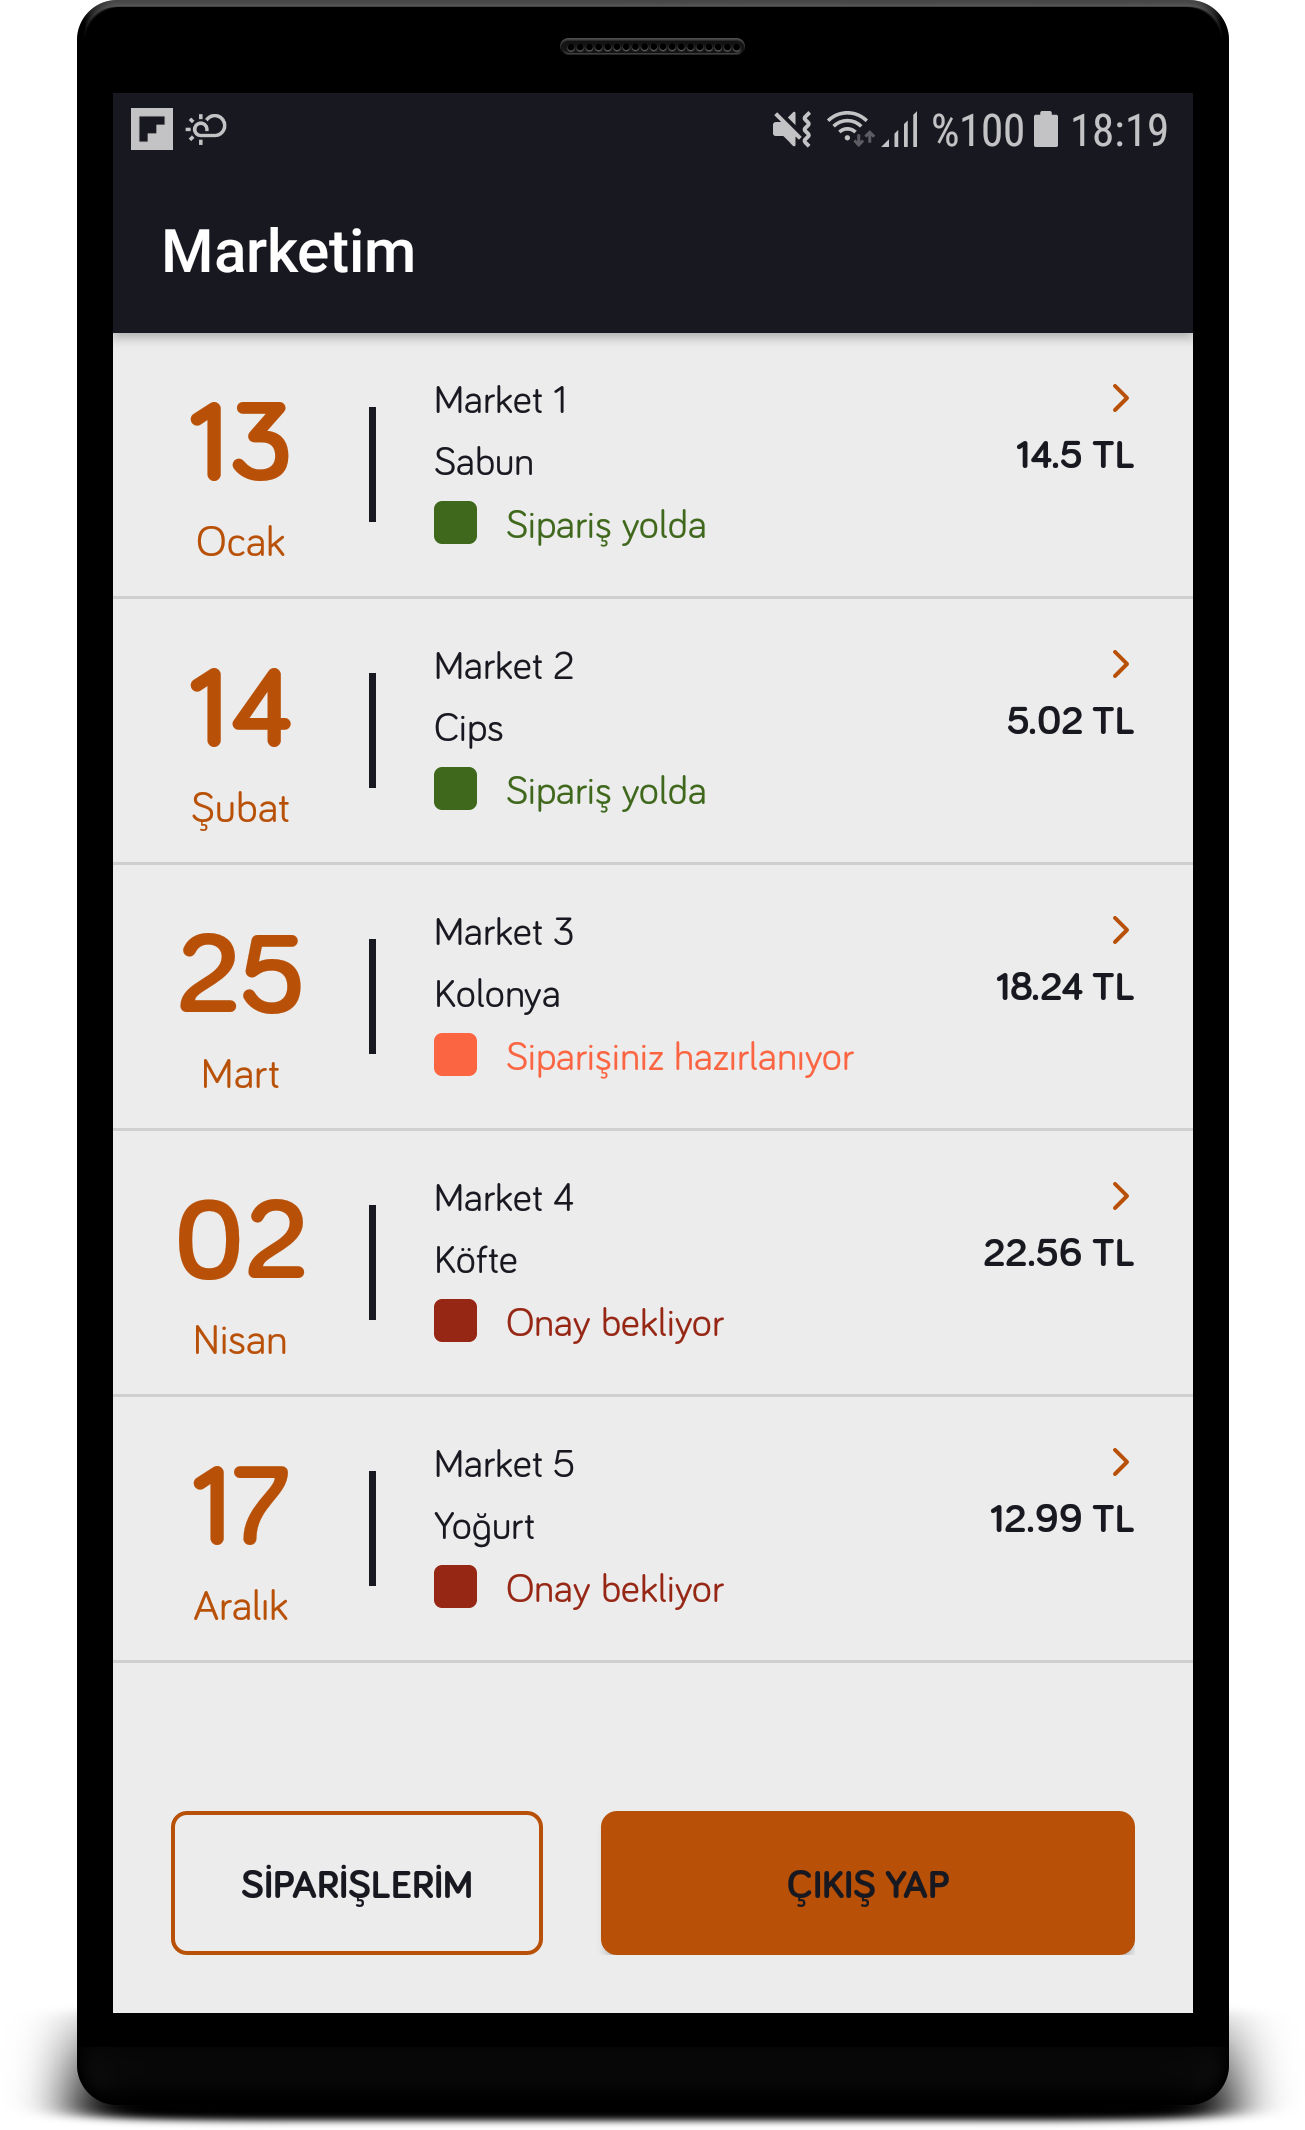 %100 18:19
Marketim
13
Ocak
Market 1
Sabun
14.5 TL
Sipariş yolda
14
Şubat
Market 2
Cips
5.02 TL
Sipariş yolda
25
Mart
Market 3
Kolonya
18.24 TL
Siparişiniz hazırlanıyor
02
Nisan
Market 4
Köfte
22.56 TL
Onay bekliyor
17
Aralık
Market 5
Yoğurt
12.99 TL
Onay bekliyor
SİPARİŞLERİM
ÇIKIŞ YAP